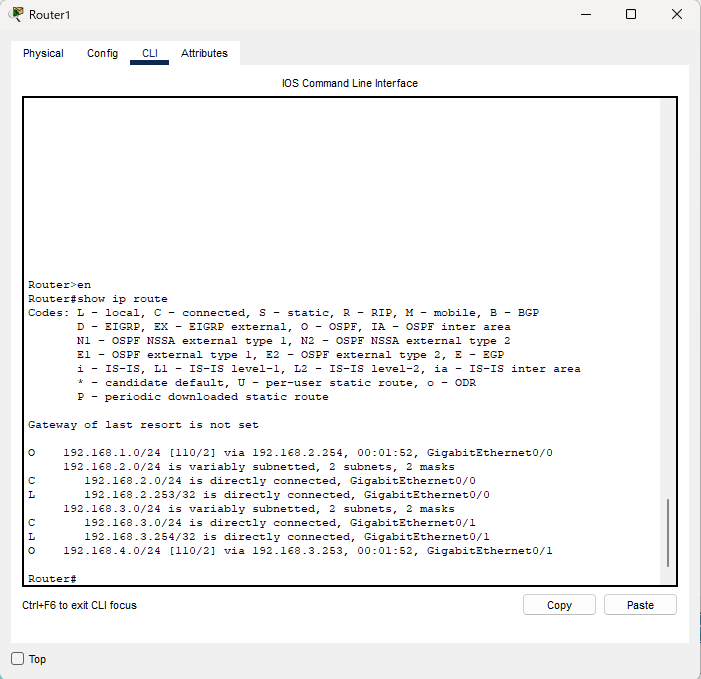 Router1
Physical Config CLI Attributes
IOS Command Line Interface
Router>en
Router#show ip route
Codes: L - local, C - connected, S - static, R - RIP, M - mobile, B - BGP
       D - EIGRP, EX - EIGRP external, O - OSPF, IA - OSPF inter area
       N1 - OSPF NSSA external type 1, N2 - OSPF NSSA external type 2
       E1 - OSPF external type 1, E2 - OSPF external type 2, E - EGP
       i - IS-IS, L1 - IS-IS level-1, L2 - IS-IS level-2, ia - IS-IS inter area
       * - candidate default, U - per-user static route, o - ODR
       P - periodic downloaded static route
Gateway of last resort is not set
O    192.168.1.0/24 [110/2] via 192.168.2.254, 00:01:52, GigabitEthernet0/0
     192.168.2.0/24 is variably subnetted, 2 subnets, 2 masks
C       192.168.2.0/24 is directly connected, GigabitEthernet0/0
L       192.168.2.253/32 is directly connected, GigabitEthernet0/0
     192.168.3.0/24 is variably subnetted, 2 subnets, 2 masks
C       192.168.3.0/24 is directly connected, GigabitEthernet0/1
L       192.168.3.254/32 is directly connected, GigabitEthernet0/1
O    192.168.4.0/24 [110/2] via 192.168.3.253, 00:01:52, GigabitEthernet0/1
Router#
Ctrl+F6 to exit CLI focus
Copy Paste
Top